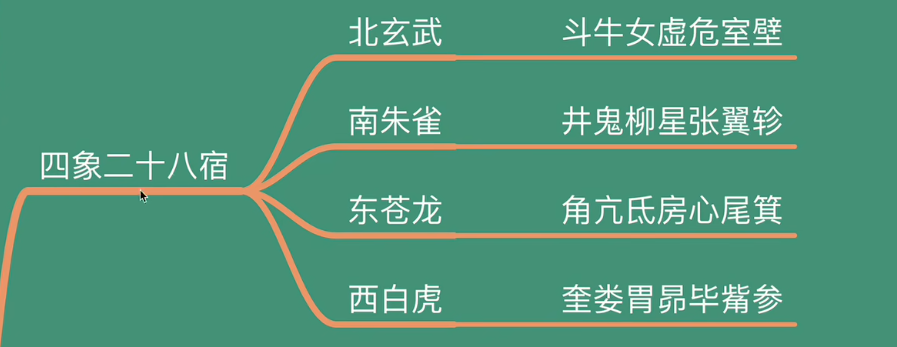 四象二十八宿
北玄武
斗牛女虚危室壁
南朱雀
井鬼柳星张翼轸
东苍龙
角亢氐房心尾箕
西白虎
奎娄胃昴毕觜参